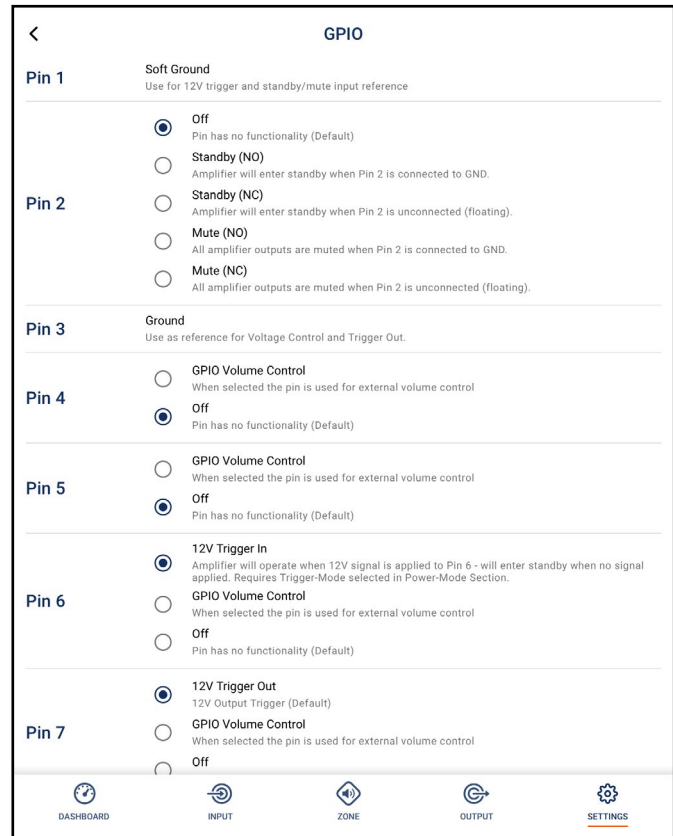 GPIO
Pin 1
Soft Ground
Use for 12V trigger and standby/mute input reference
Pin 2
Off
Pin has no functionality (Default)
Standby (NO)
Amplifier will enter standby when Pin 2 is connected to GND.
Standby (NC)
Amplifier will enter standby when Pin 2 is unconnected (floating).
Mute (NO)
All amplifier outputs are muted when Pin 2 is connected to GND.
Mute (NC)
All amplifier outputs are muted when Pin 2 is unconnected (floating).
Pin 3
Ground
Use as reference for Voltage Control and Trigger Out.
Pin 4
GPIO Volume Control
When selected the pin is used for external volume control
Off
Pin has no functionality (Default)
Pin 5
GPIO Volume Control
When selected the pin is used for external volume control
Off
Pin has no functionality (Default)
Pin 6
12V Trigger In
Amplifier will operate when 12V signal is applied to Pin 6 - will enter standby when no signal
applied. Requires Trigger-Mode selected in Power-Mode Section.
GPIO Volume Control
When selected the pin is used for external volume control
Off
Pin has no functionality (Default)
Pin 7
12V Trigger Out
12V Output Trigger (Default)
GPIO Volume Control
When selected the pin is used for external volume control
Off
DASHBOARD
INPUT
ZONE
OUTPUT
SETTINGS